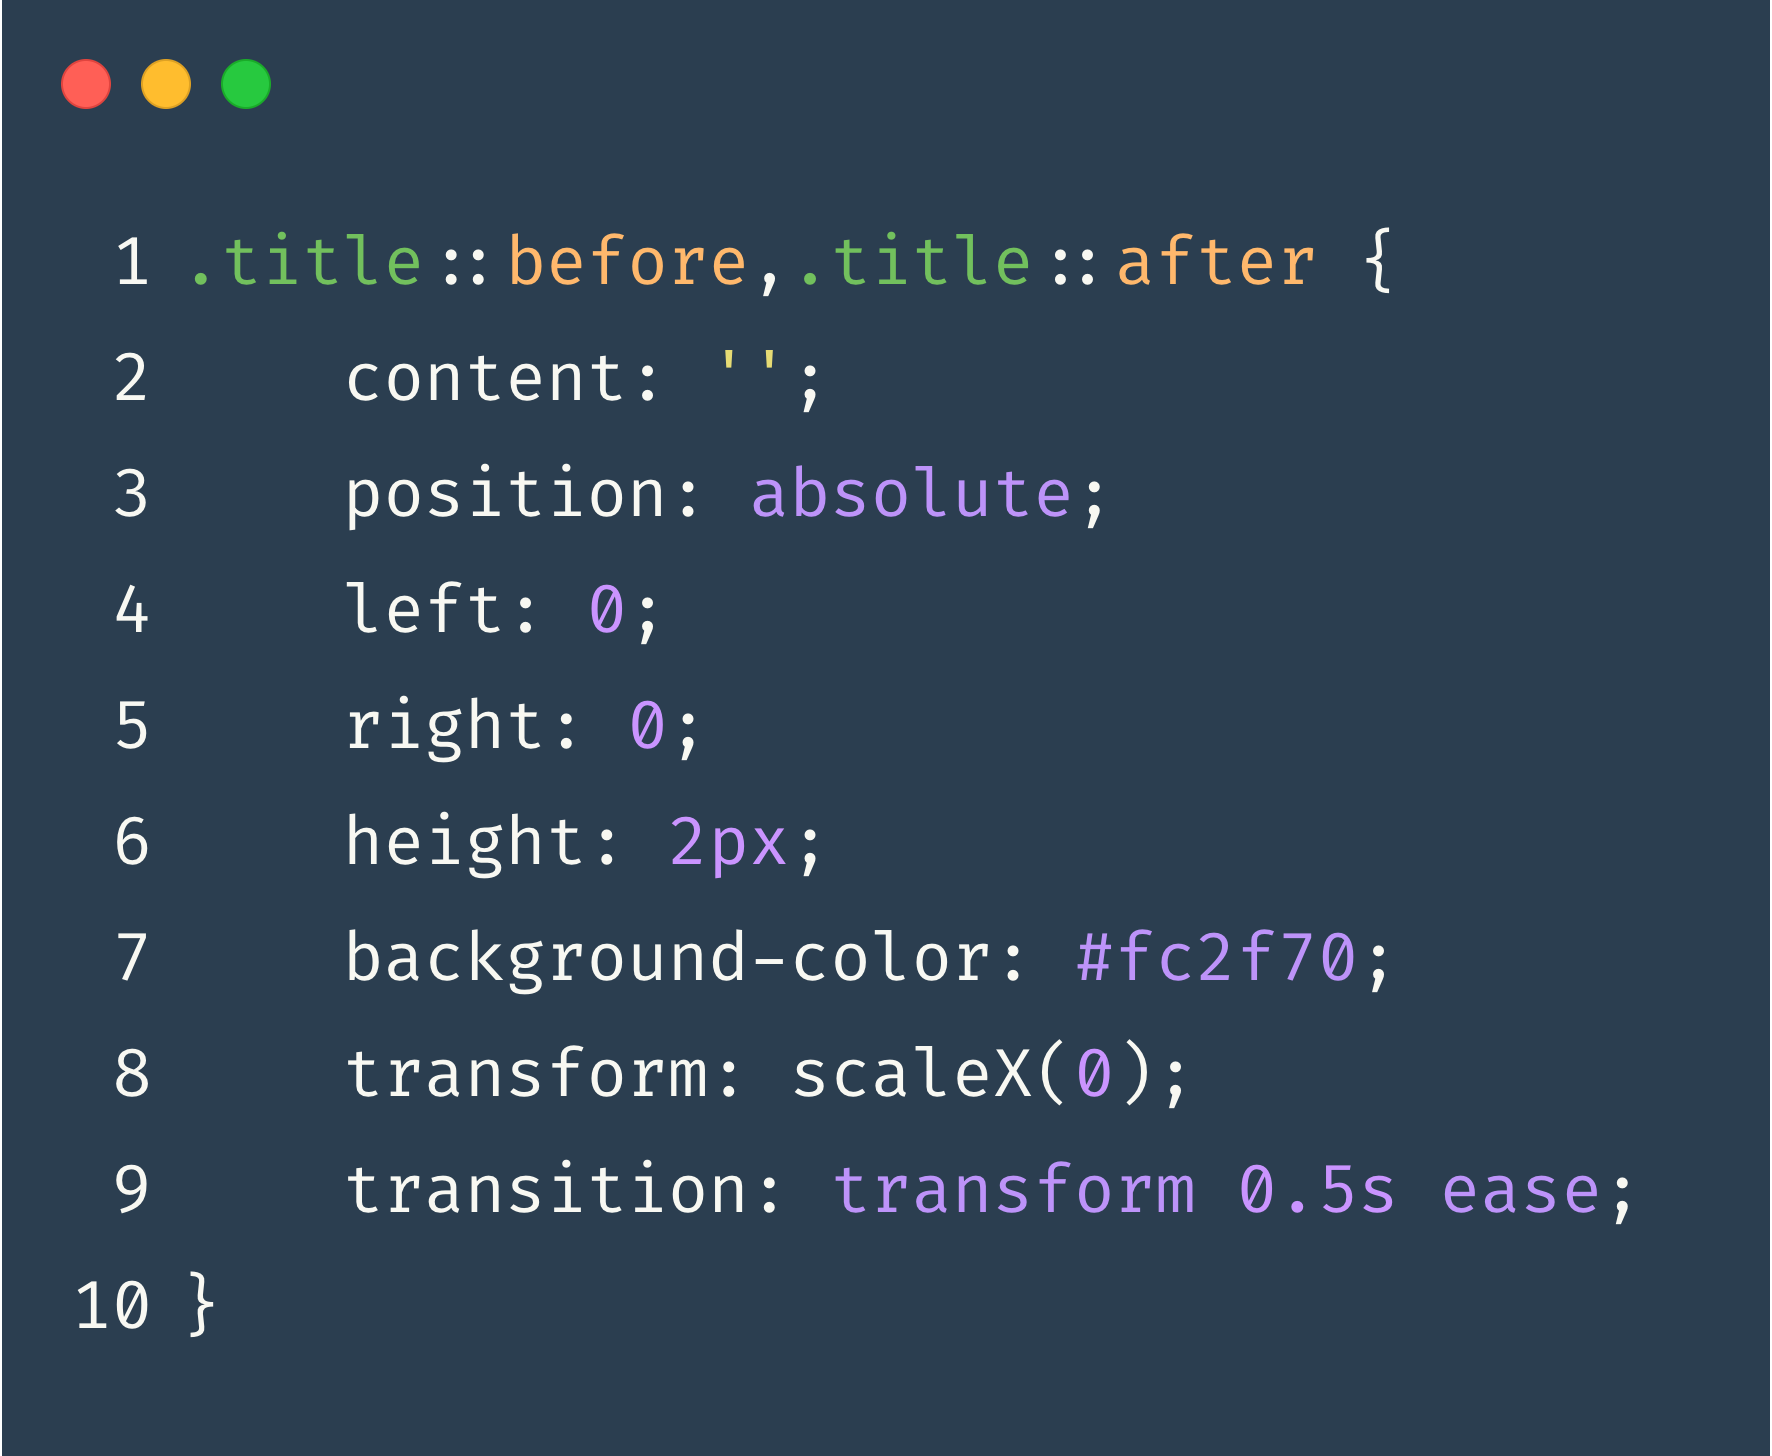 1 .title::before,.title::after {
2     content: '';
3     position: absolute;
4     left: 0;
5     right: 0;
6     height: 2px;
7     background-color: #fc2f70;
8     transform: scaleX(0);
9     transition: transform 0.5s ease;
10 }